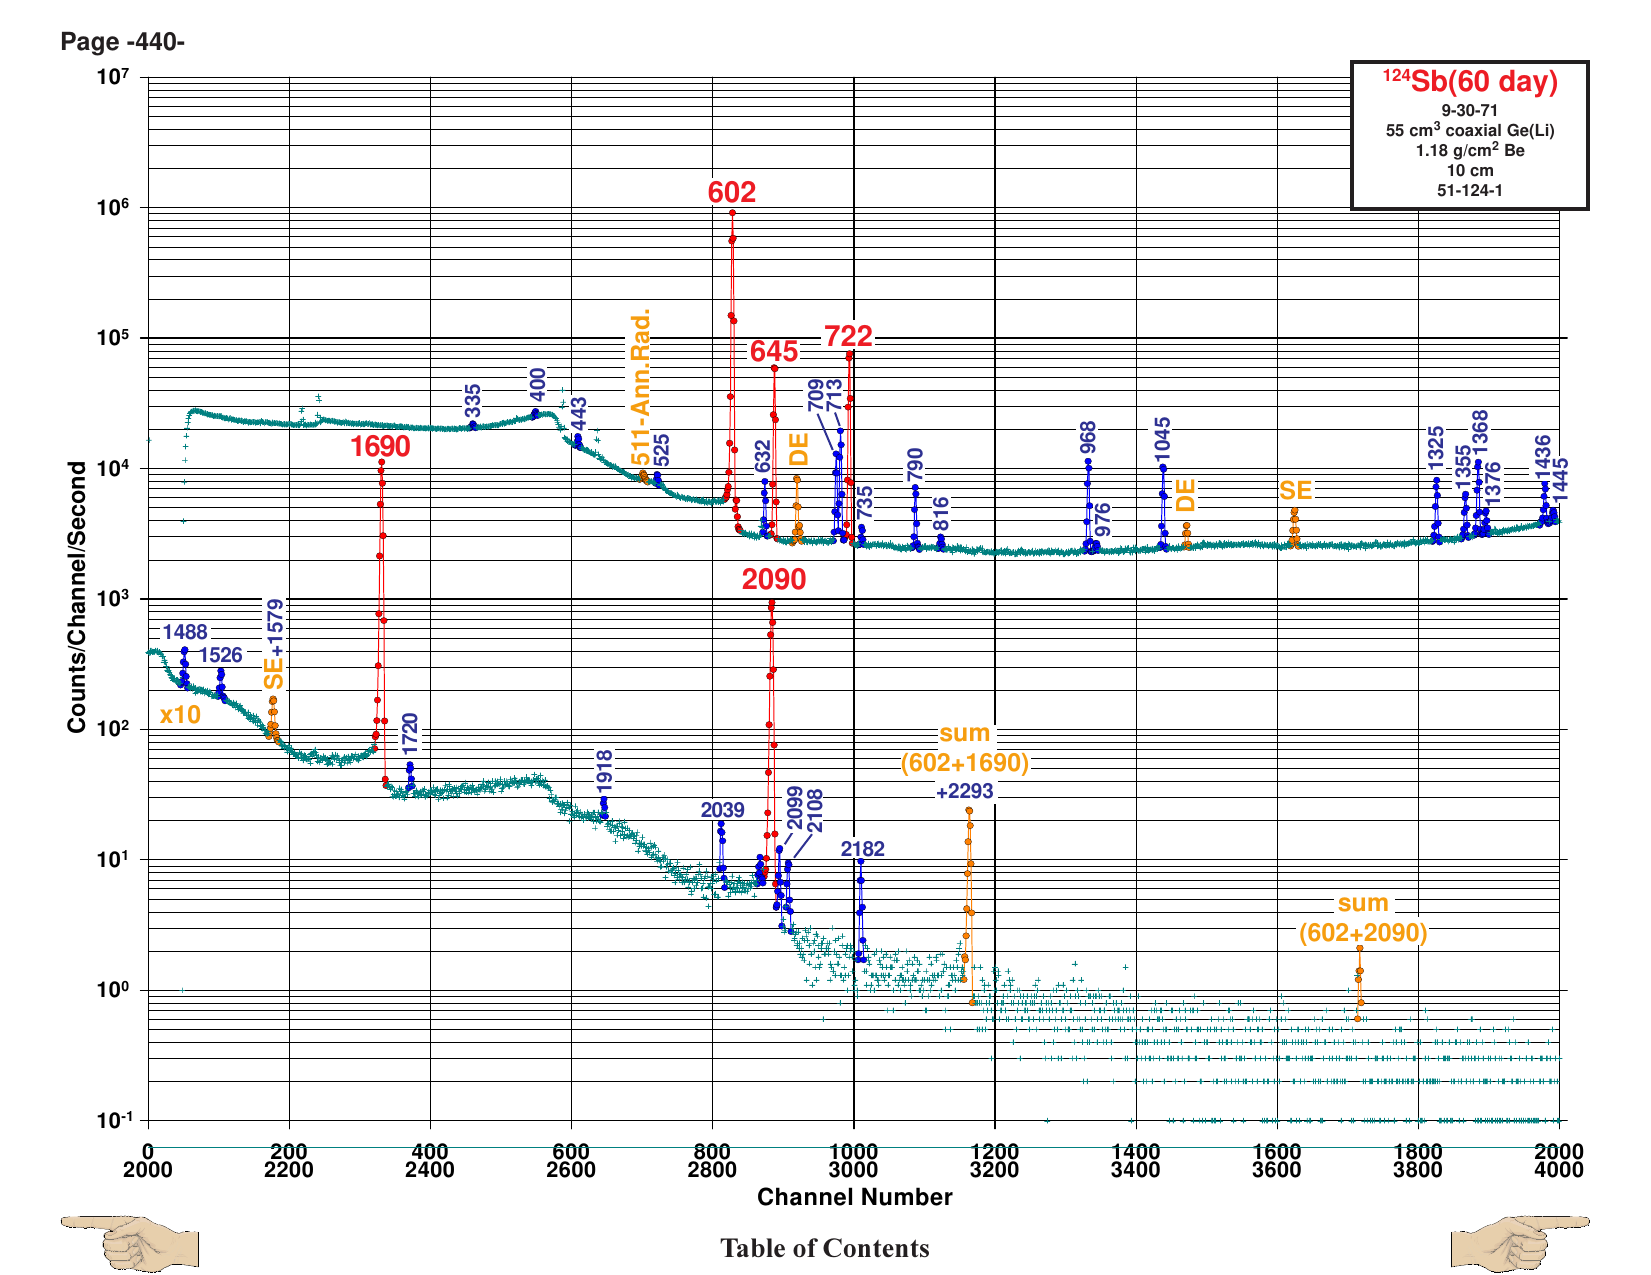 Page -440-
¹²⁴Sb(60 day)
9-30-71
55 cm³ coaxial Ge(Li)
1.18 g/cm² Be
10 cm
51-124-1
10⁷
10⁶
10⁵
10⁴
10³
10²
10¹
10⁰
10⁻¹
Counts/Channel/Second
335
400
443
511-Ann.Rad.
525
602
632
645
DE
709
713
722
735
790
816
968
976
1045
DE
SE
1325
1355
1368
1376
1436
1445
1488
1526
SE+1579
x10
1690
1720
1918
2039
2090
2099
2108
2182
sum
(602+1690)
+2293
sum
(602+2090)
0 200 400 600 800 1000 1200 1400 1600 1800 2000
2000 2200 2400 2600 2800 3000 3200 3400 3600 3800 4000
Channel Number
Table of Contents